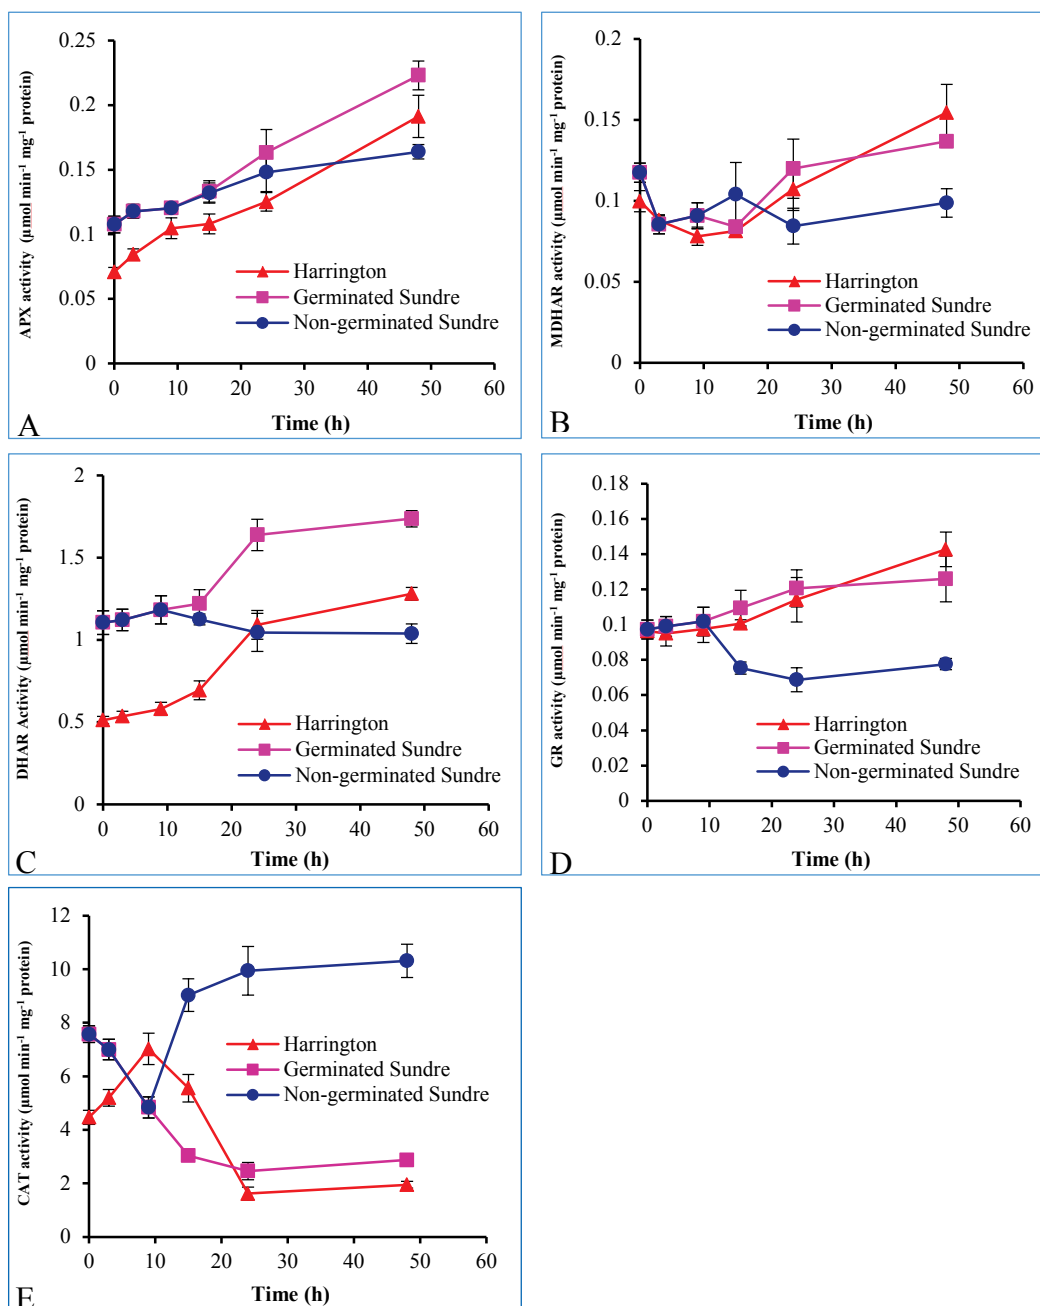 0.25
0.2
0.15
0.1
0.05
0
0 10 20 30 40 50 60
APX activity (µmol min⁻¹ mg⁻¹ protein)
Harrington
Germinated Sundre
Non-germinated Sundre
Time (h)
A
0.2
0.15
0.1
0.05
0
0 10 20 30 40 50 60
MDHAR activity (µmol min⁻¹ mg⁻¹ protein)
Harrington
Germinated Sundre
Non-germinated Sundre
Time (h)
B
2
1.5
1
0.5
0
0 10 20 30 40 50 60
DHAR Activity (µmol min⁻¹ mg⁻¹ protein)
Harrington
Germinated Sundre
Non-germinated Sundre
Time (h)
C
0.18
0.16
0.14
0.12
0.1
0.08
0.06
0.04
0.02
0
0 10 20 30 40 50 60
GR activity (µmol min⁻¹ mg⁻¹ protein)
Harrington
Germinated Sundre
Non-germinated Sundre
Time (h)
D
12
10
8
6
4
2
0
0 10 20 30 40 50 60
CAT activity (µmol min⁻¹ mg⁻¹ protein)
Harrington
Germinated Sundre
Non-germinated Sundre
Time (h)
E